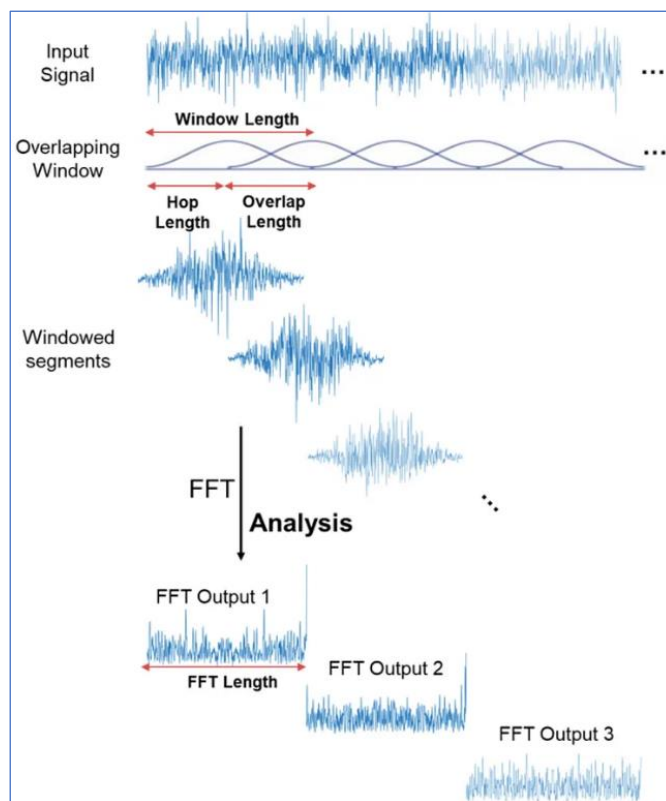 Input
Signal
...
Window Length
Overlapping
Window
...
Hop
Length
Overlap
Length
Windowed
segments
...
FFT
Analysis
FFT Output 1
FFT Length
FFT Output 2
FFT Output 3